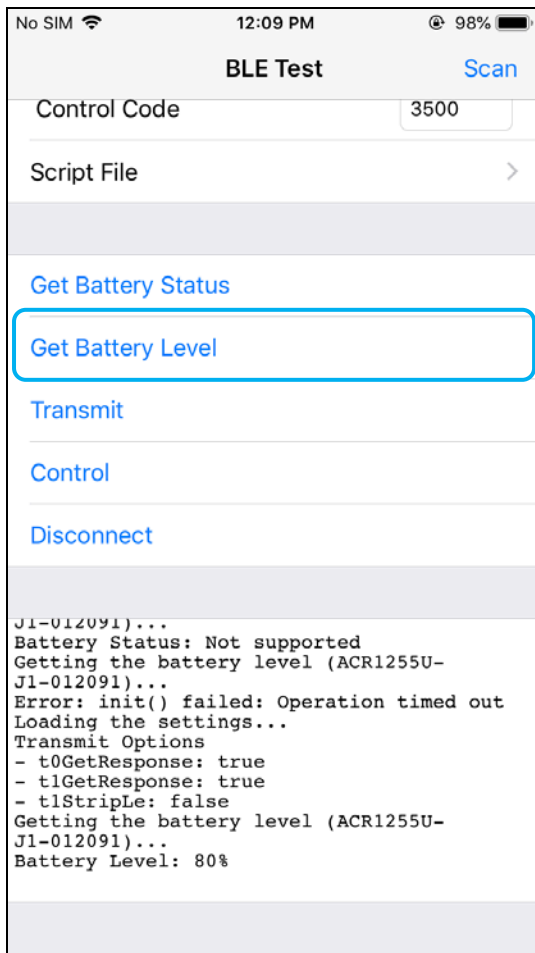 No SIM 12:09 PM 98%
BLE Test Scan
Control Code 3500
Script File
Get Battery Status
Get Battery Level
Transmit
Control
Disconnect
J1-012091)...
Battery Status: Not supported
Getting the battery level (ACR1255U-
J1-012091)...
Error: init() failed: Operation timed out
Loading the settings...
Transmit Options
- t0GetResponse: true
- t1GetResponse: true
- t1StripLe: false
Getting the battery level (ACR1255U-
J1-012091)...
Battery Level: 80%